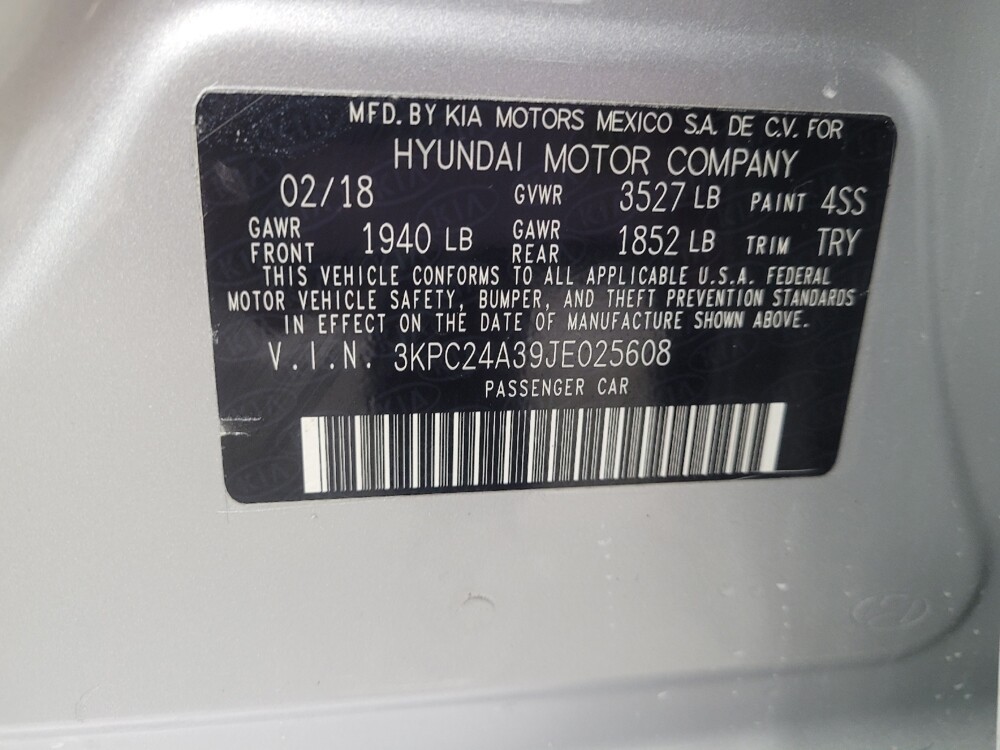 MFD. BY KIA MOTORS MEXICO S.A. DE C.V. FOR
HYUNDAI MOTOR COMPANY
02/18 GVWR 3527 LB PAINT 4SS
GAWR FRONT 1940 LB GAWR REAR 1852 LB TRIM TRY
THIS VEHICLE CONFORMS TO ALL APPLICABLE U.S.A. FEDERAL
MOTOR VEHICLE SAFETY, BUMPER, AND THEFT PREVENTION STANDARDS
IN EFFECT ON THE DATE OF MANUFACTURE SHOWN ABOVE.
V.I.N. 3KPC24A39JE025608
PASSENGER CAR